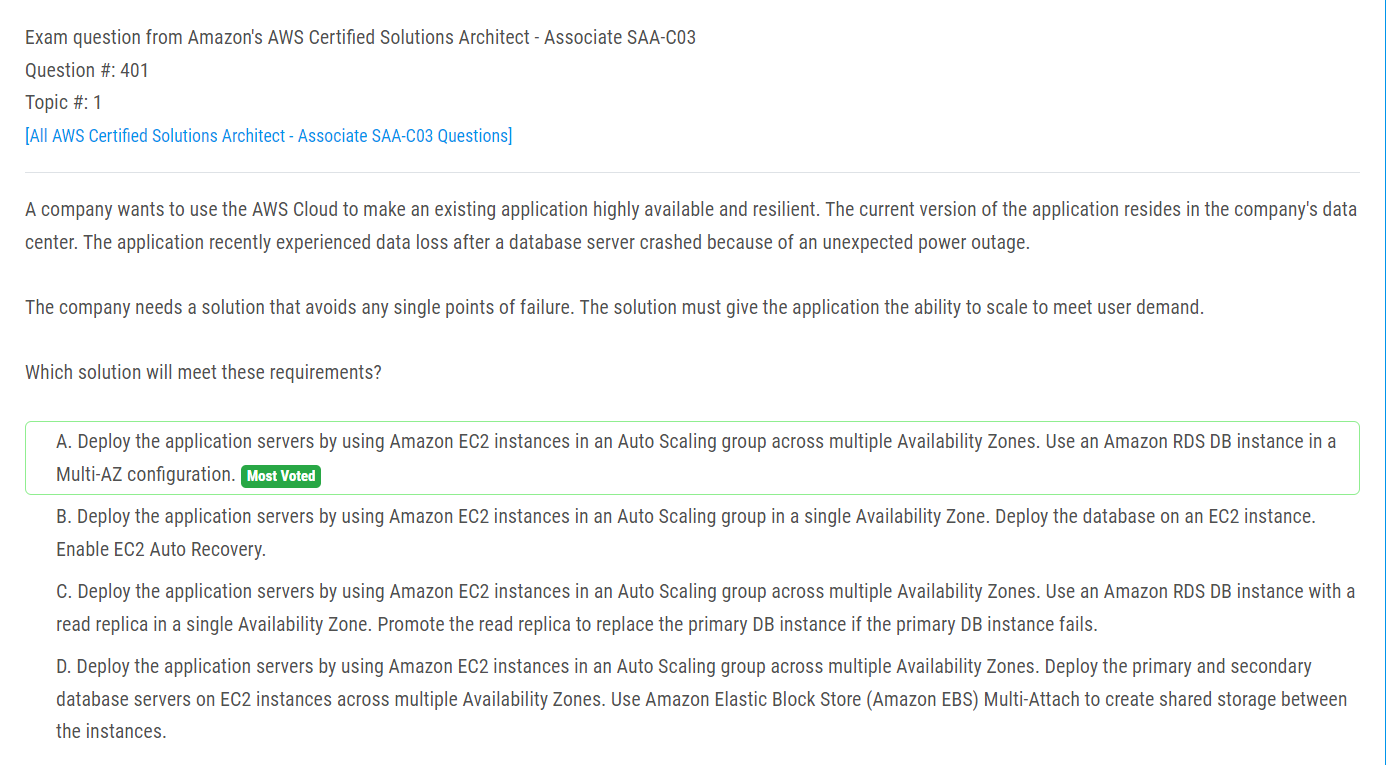 Exam question from Amazon's AWS Certified Solutions Architect - Associate SAA-C03
Question #: 401
Topic #: 1
[All AWS Certified Solutions Architect - Associate SAA-C03 Questions]
A company wants to use the AWS Cloud to make an existing application highly available and resilient. The current version of the application resides in the company's data
center. The application recently experienced data loss after a database server crashed because of an unexpected power outage.
The company needs a solution that avoids any single points of failure. The solution must give the application the ability to scale to meet user demand.
Which solution will meet these requirements?
A. Deploy the application servers by using Amazon EC2 instances in an Auto Scaling group across multiple Availability Zones. Use an Amazon RDS DB instance in a
Multi-AZ configuration. Most Voted
B. Deploy the application servers by using Amazon EC2 instances in an Auto Scaling group in a single Availability Zone. Deploy the database on an EC2 instance.
Enable EC2 Auto Recovery.
C. Deploy the application servers by using Amazon EC2 instances in an Auto Scaling group across multiple Availability Zones. Use an Amazon RDS DB instance with a
read replica in a single Availability Zone. Promote the read replica to replace the primary DB instance if the primary DB instance fails.
D. Deploy the application servers by using Amazon EC2 instances in an Auto Scaling group across multiple Availability Zones. Deploy the primary and secondary
database servers on EC2 instances across multiple Availability Zones. Use Amazon Elastic Block Store (Amazon EBS) Multi-Attach to create shared storage between
the instances.